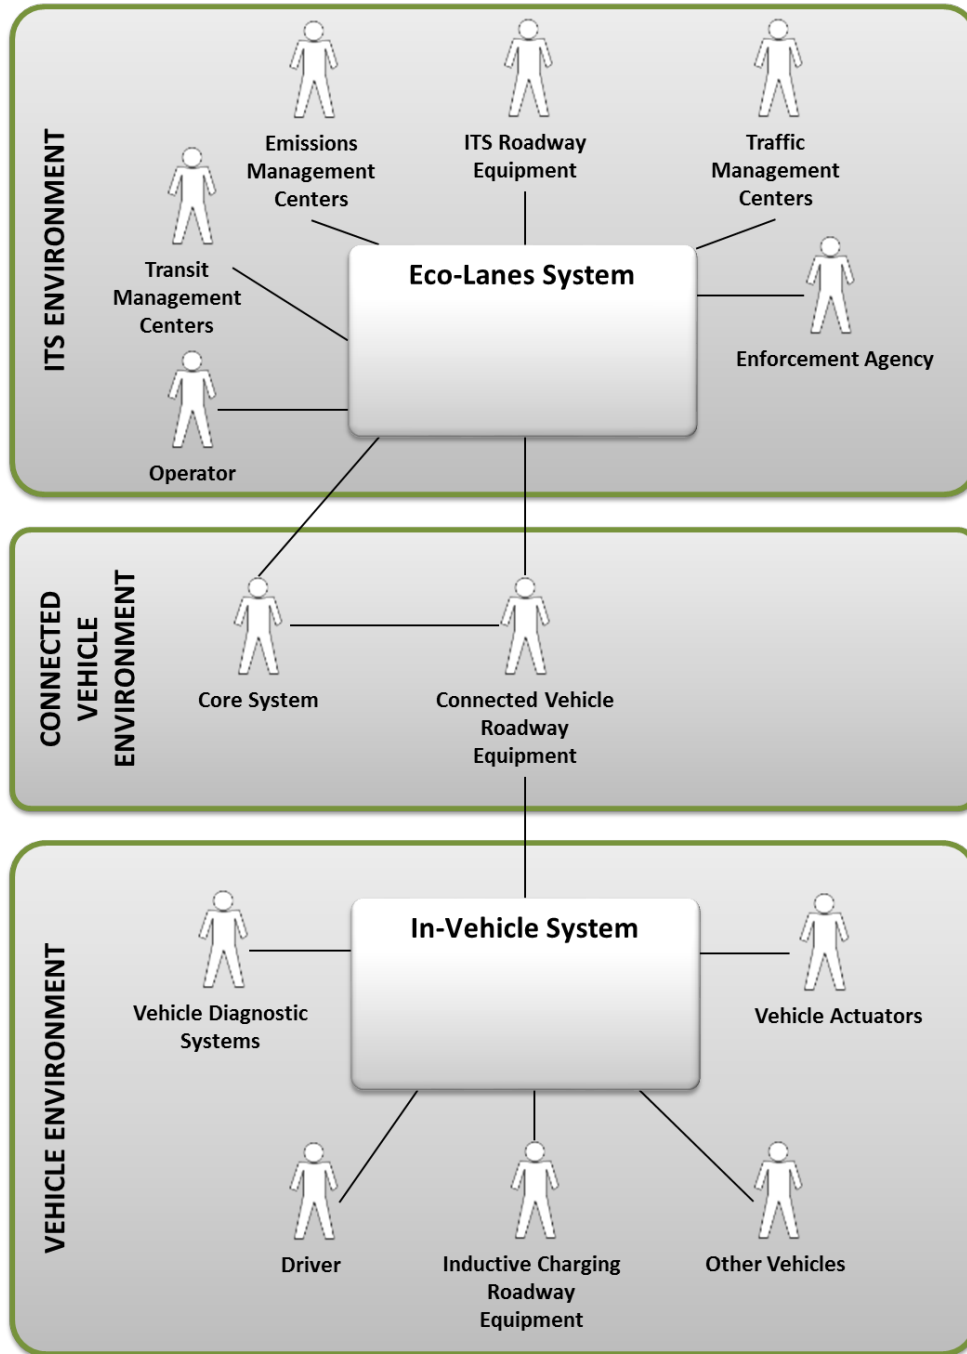 ITS ENVIRONMENT
Emissions
Management
Centers
ITS Roadway
Equipment
Traffic
Management
Centers
Transit
Management
Centers
Eco-Lanes System
Enforcement Agency
Operator
CONNECTED
VEHICLE
ENVIRONMENT
Core System
Connected Vehicle
Roadway
Equipment
VEHICLE ENVIRONMENT
In-Vehicle System
Vehicle Diagnostic
Systems
Vehicle Actuators
Driver
Inductive Charging
Roadway
Equipment
Other Vehicles